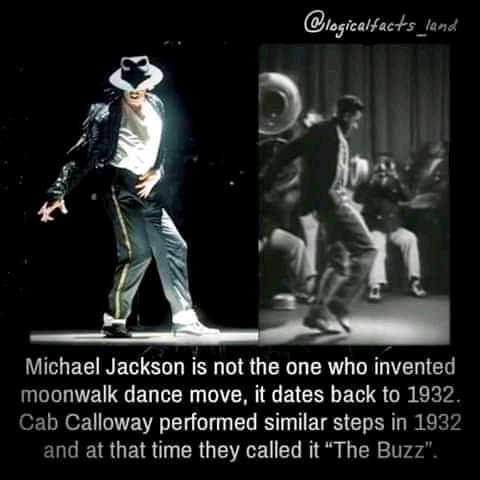 @logicalfacts_land
Michael Jackson is not the one who invented
moonwalk dance move, it dates back to 1932.
Cab Calloway performed similar steps in 1932
and at that time they called it “The Buzz”.